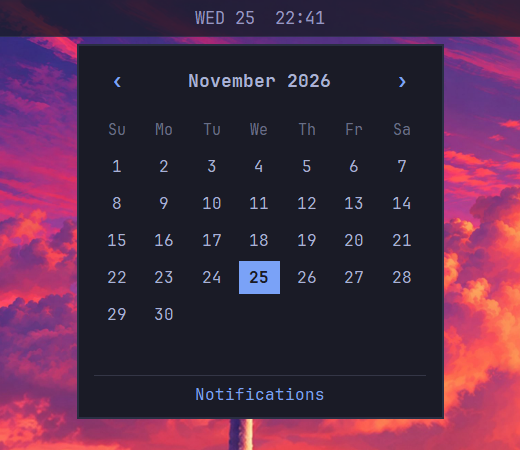 WED 25 22:41
‹ November 2026 ›
Su Mo Tu We Th Fr Sa
1 2 3 4 5 6 7
8 9 10 11 12 13 14
15 16 17 18 19 20 21
22 23 24 25 26 27 28
29 30
Notifications